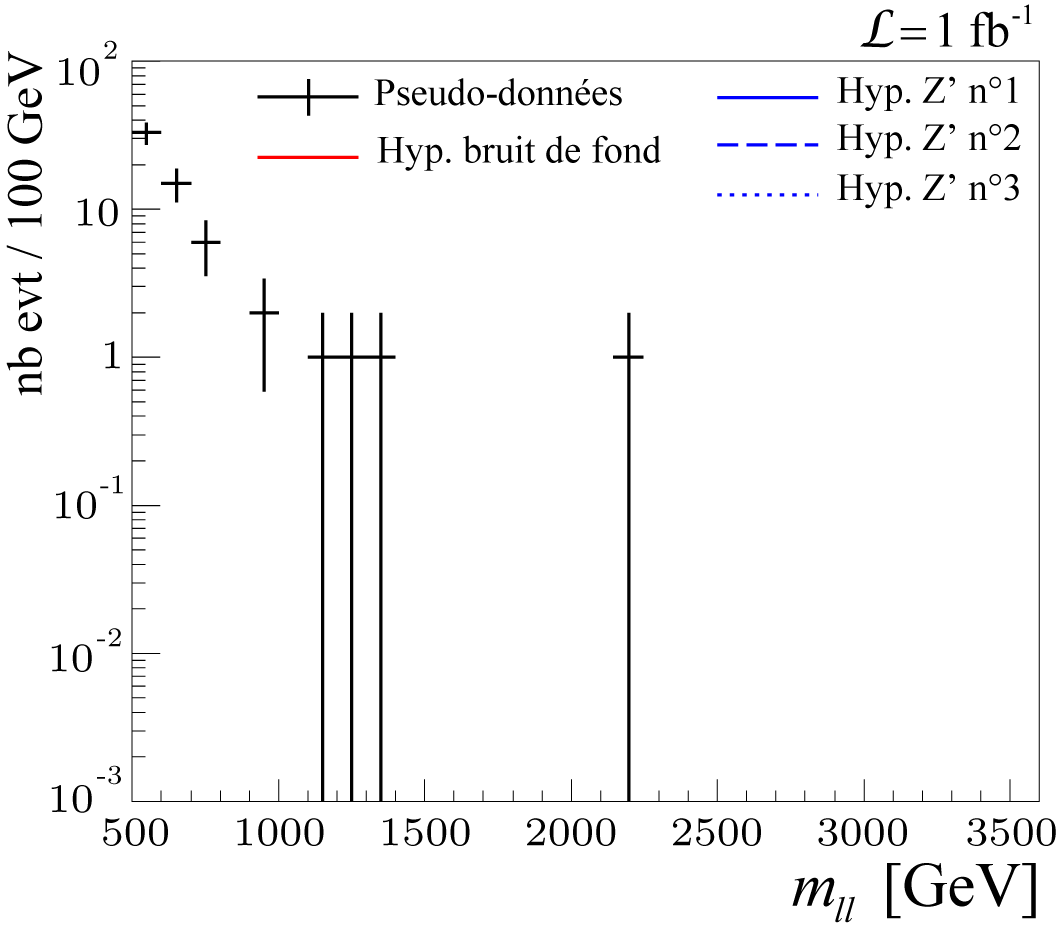 ℒ = 1 fb⁻¹
nb evt / 100 GeV
10²
10
1
10⁻¹
10⁻²
10⁻³
Pseudo-données
Hyp. bruit de fond
Hyp. Z' n°1
Hyp. Z' n°2
Hyp. Z' n°3
500 1000 1500 2000 2500 3000 3500
m_ll [GeV]